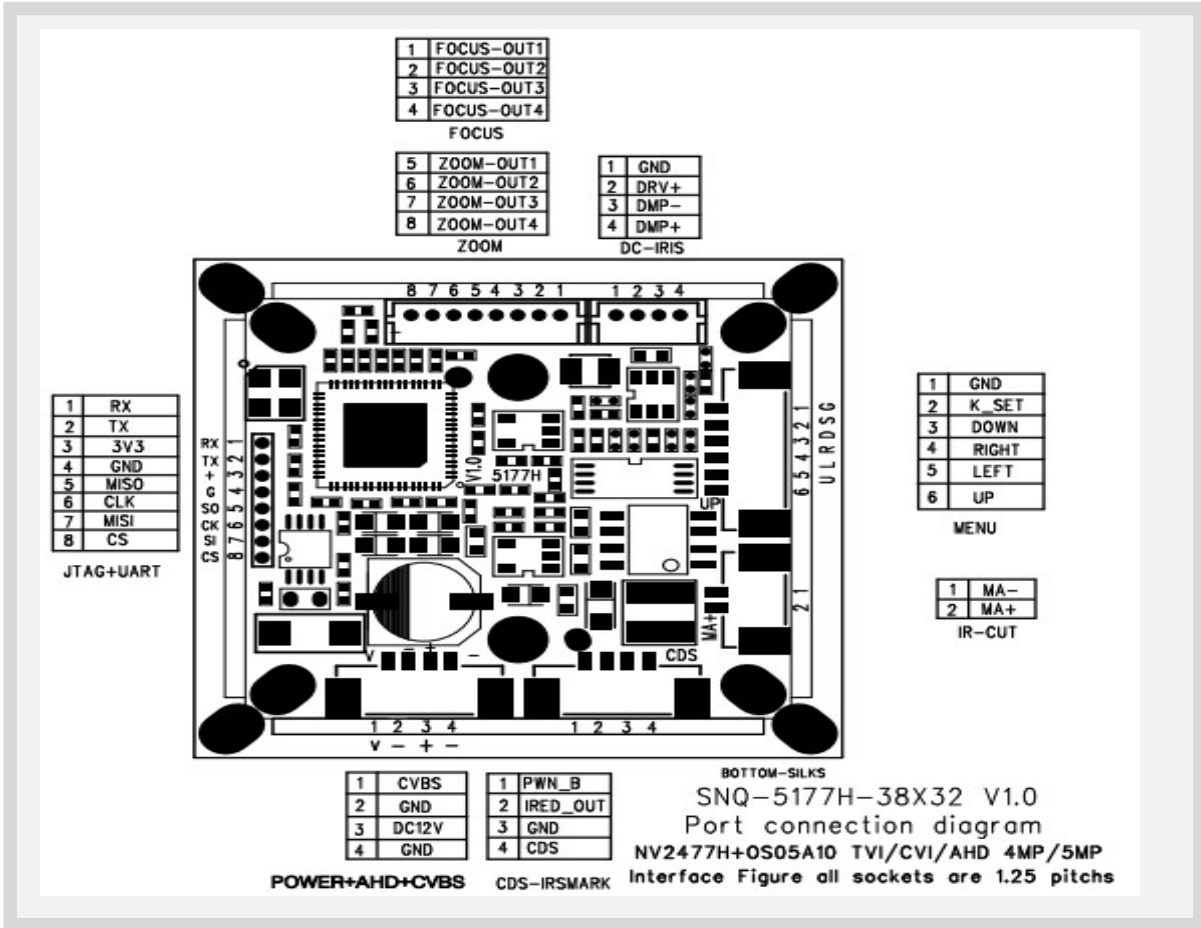 1 FOCUS-OUT1
2 FOCUS-OUT2
3 FOCUS-OUT3
4 FOCUS-OUT4
FOCUS
5 ZOOM-OUT1
6 ZOOM-OUT2
7 ZOOM-OUT3
8 ZOOM-OUT4
ZOOM
1 GND
2 DRV+
3 DMP-
4 DMP+
DC-IRIS
8 7 6 5 4 3 2 1
1 2 3 4
1 RX
2 TX
3 3V3
4 GND
5 MISO
6 CLK
7 MISI
8 CS
JTAG+UART
RX 1
TX 2
+ 3
G 4
SO 5
CK 6
SI 7
CS 8
V1.0
5177H
UP
6 5 4 3 2 1
U L R D S G
1 GND
2 K_SET
3 DOWN
4 RIGHT
5 LEFT
6 UP
MENU
MA+
2 1
1 MA-
2 MA+
IR-CUT
V - + -
CDS
1 2 3 4
V - + -
1 2 3 4
1 CVBS
2 GND
3 DC12V
4 GND
POWER+AHD+CVBS
1 PWN_B
2 IRED_OUT
3 GND
4 CDS
CDS-IRSMARK
BOTTOM-SILKS
SNQ-5177H-38X32 V1.0
Port connection diagram
NV2477H+OS05A10 TVI/CVI/AHD 4MP/5MP
Interface Figure all sockets are 1.25 pitchs